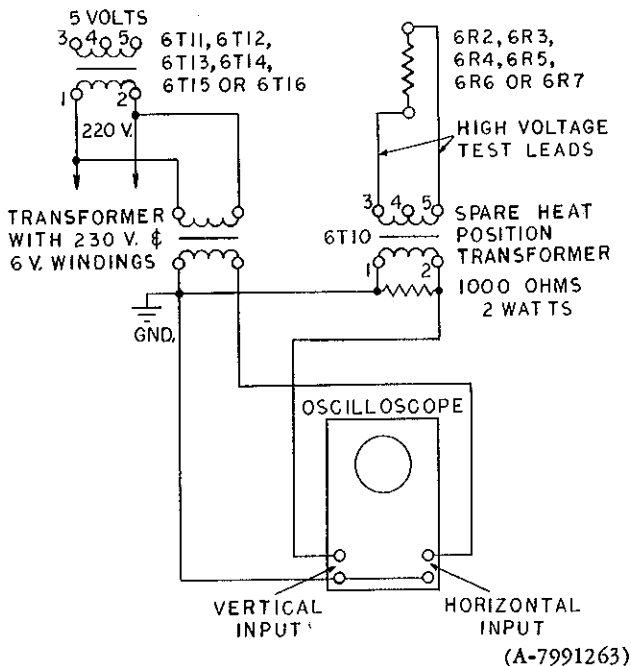 5 VOLTS
3 4 5
6T11, 6T12,
6T13, 6T14,
6T15 OR 6T16
1 2
220 V.
6R2, 6R3,
6R4, 6R5,
6R6 OR 6R7
HIGH VOLTAGE
TEST LEADS
TRANSFORMER
WITH 230 V. &
6 V. WINDINGS
3 4 5
6T10
1 2
SPARE HEAT
POSITION
TRANSFORMER
1000 OHMS
2 WATTS
GND.
OSCILLOSCOPE
VERTICAL
INPUT
HORIZONTAL
INPUT
(A-7991263)